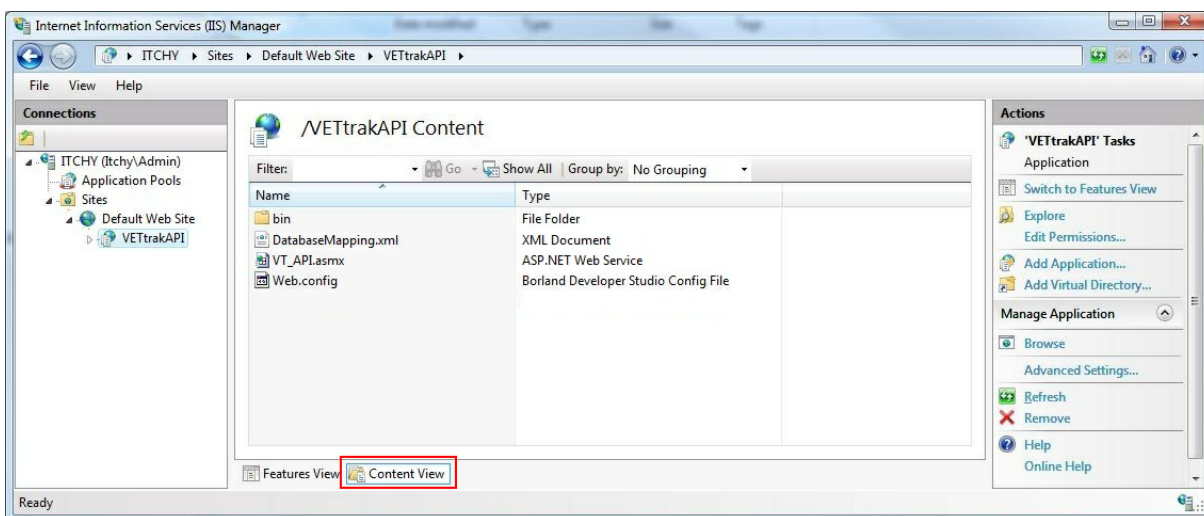 Internet Information Services (IIS) Manager
ITCHY Sites Default Web Site VETtrakAPI
File View Help
Connections
ITCHY (Itchy\Admin)
Application Pools
Sites
Default Web Site
VETtrakAPI
/VETtrakAPI Content
Filter: Go Show All Group by: No Grouping
Name Type
bin File Folder
DatabaseMapping.xml XML Document
VT_API.asmx ASP.NET Web Service
Web.config Borland Developer Studio Config File
Features View Content View
Actions
'VETtrakAPI' Tasks
Application
Switch to Features View
Explore
Edit Permissions...
Add Application...
Add Virtual Directory...
Manage Application
Browse
Advanced Settings...
Refresh
Remove
Help
Online Help
Ready